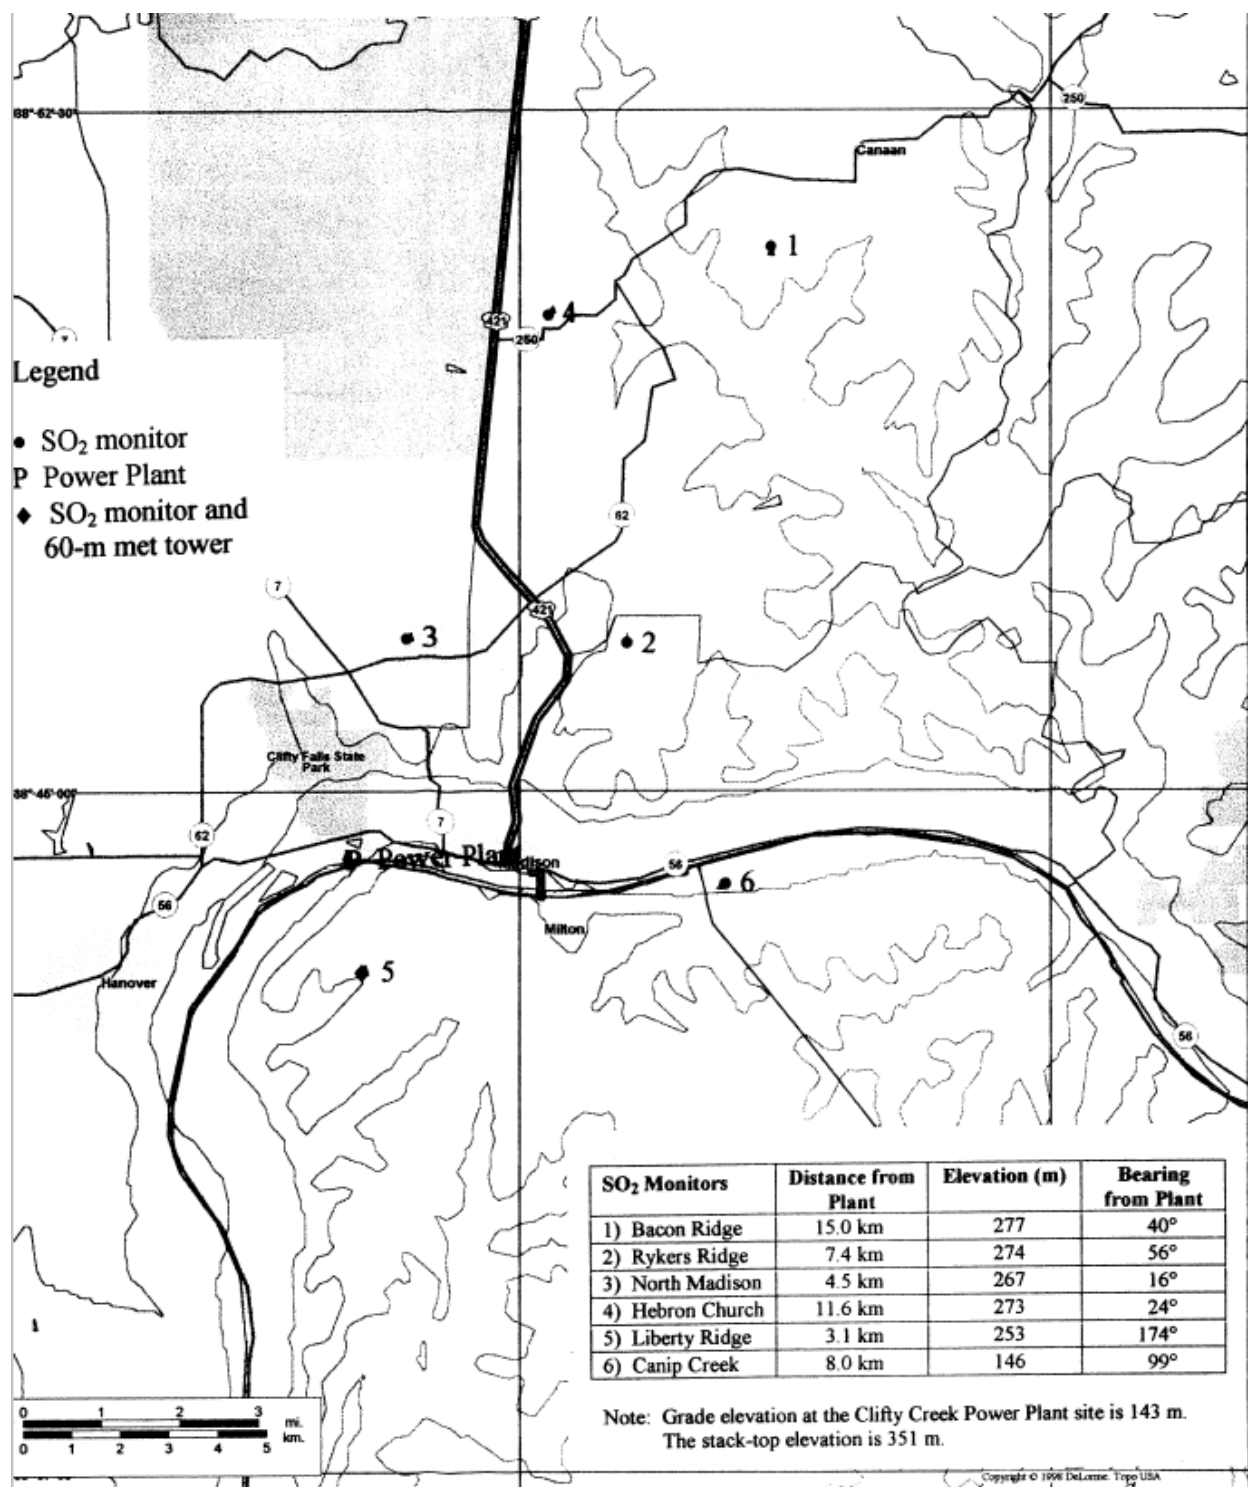 38°-52'-30"
250
Canaan
1
4
421
250
7
Legend
SO₂ monitor
P Power Plant
SO₂ monitor and
60-m met tower
62
7
421
3
2
Clifty Falls State
Park
38°-45'-00"
7
62
P Power Plant
56
6
56
Milton
5
Hanover
56
SO₂ Monitors Distance from Plant Elevation (m) Bearing from Plant
1) Bacon Ridge 15.0 km 277 40°
2) Rykers Ridge 7.4 km 274 56°
3) North Madison 4.5 km 267 16°
4) Hebron Church 11.6 km 273 24°
5) Liberty Ridge 3.1 km 253 174°
6) Canip Creek 8.0 km 146 99°
0 1 2 3 mi.
0 1 2 3 4 5 km.
Note: Grade elevation at the Clifty Creek Power Plant site is 143 m.
The stack-top elevation is 351 m.
Copyright © 1998 DeLorme. Topo USA